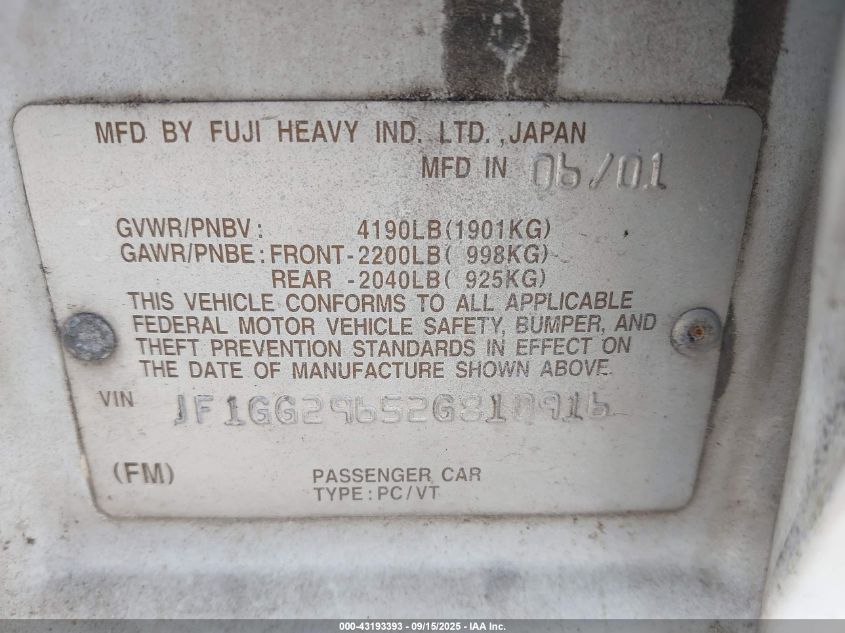 MFD BY FUJI HEAVY IND. LTD., JAPAN
MFD IN 06/01
GVWR/PNBV: 4190LB(1901KG)
GAWR/PNBE: FRONT-2200LB( 998KG)
REAR -2040LB( 925KG)
THIS VEHICLE CONFORMS TO ALL APPLICABLE
FEDERAL MOTOR VEHICLE SAFETY, BUMPER, AND
THEFT PREVENTION STANDARDS IN EFFECT ON
THE DATE OF MANUFACTURE SHOWN ABOVE.
VIN JF1GG29652G810916
(FM) PASSENGER CAR
TYPE: PC/VT
000-43193393 - 09/15/2025 - IAA Inc.